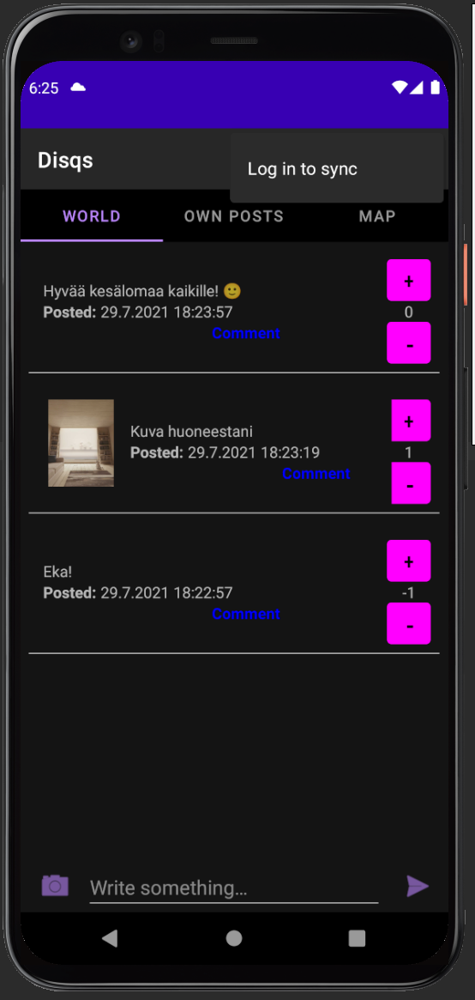 6:25
Disqs
Log in to sync
WORLD OWN POSTS MAP
Hyvää kesälomaa kaikille! 🙂
Posted: 29.7.2021 18:23:57
Comment
+
0
-
Kuva huoneestani
Posted: 29.7.2021 18:23:19
Comment
+
1
-
Eka!
Posted: 29.7.2021 18:22:57
Comment
+
-1
-
Write something…